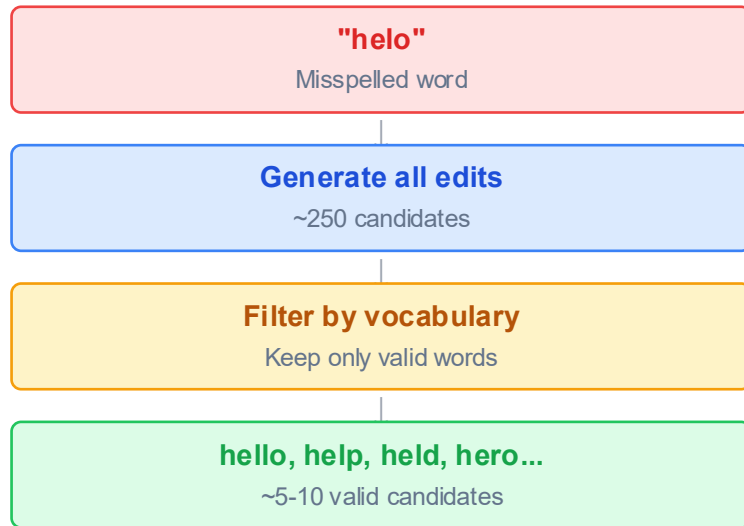 "helo"
Misspelled word
Generate all edits
~250 candidates
Filter by vocabulary
Keep only valid words
hello, help, held, hero...
~5-10 valid candidates